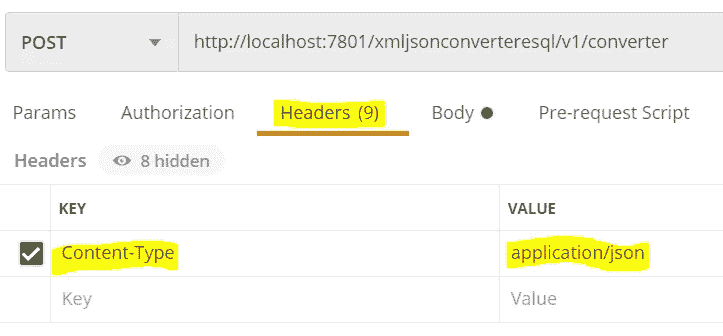 POST http://localhost:7801/xmljsonconverteresql/v1/converter
Params Authorization Headers (9) Body Pre-request Script
Headers 8 hidden
KEY VALUE
Content-Type application/json
Key Value